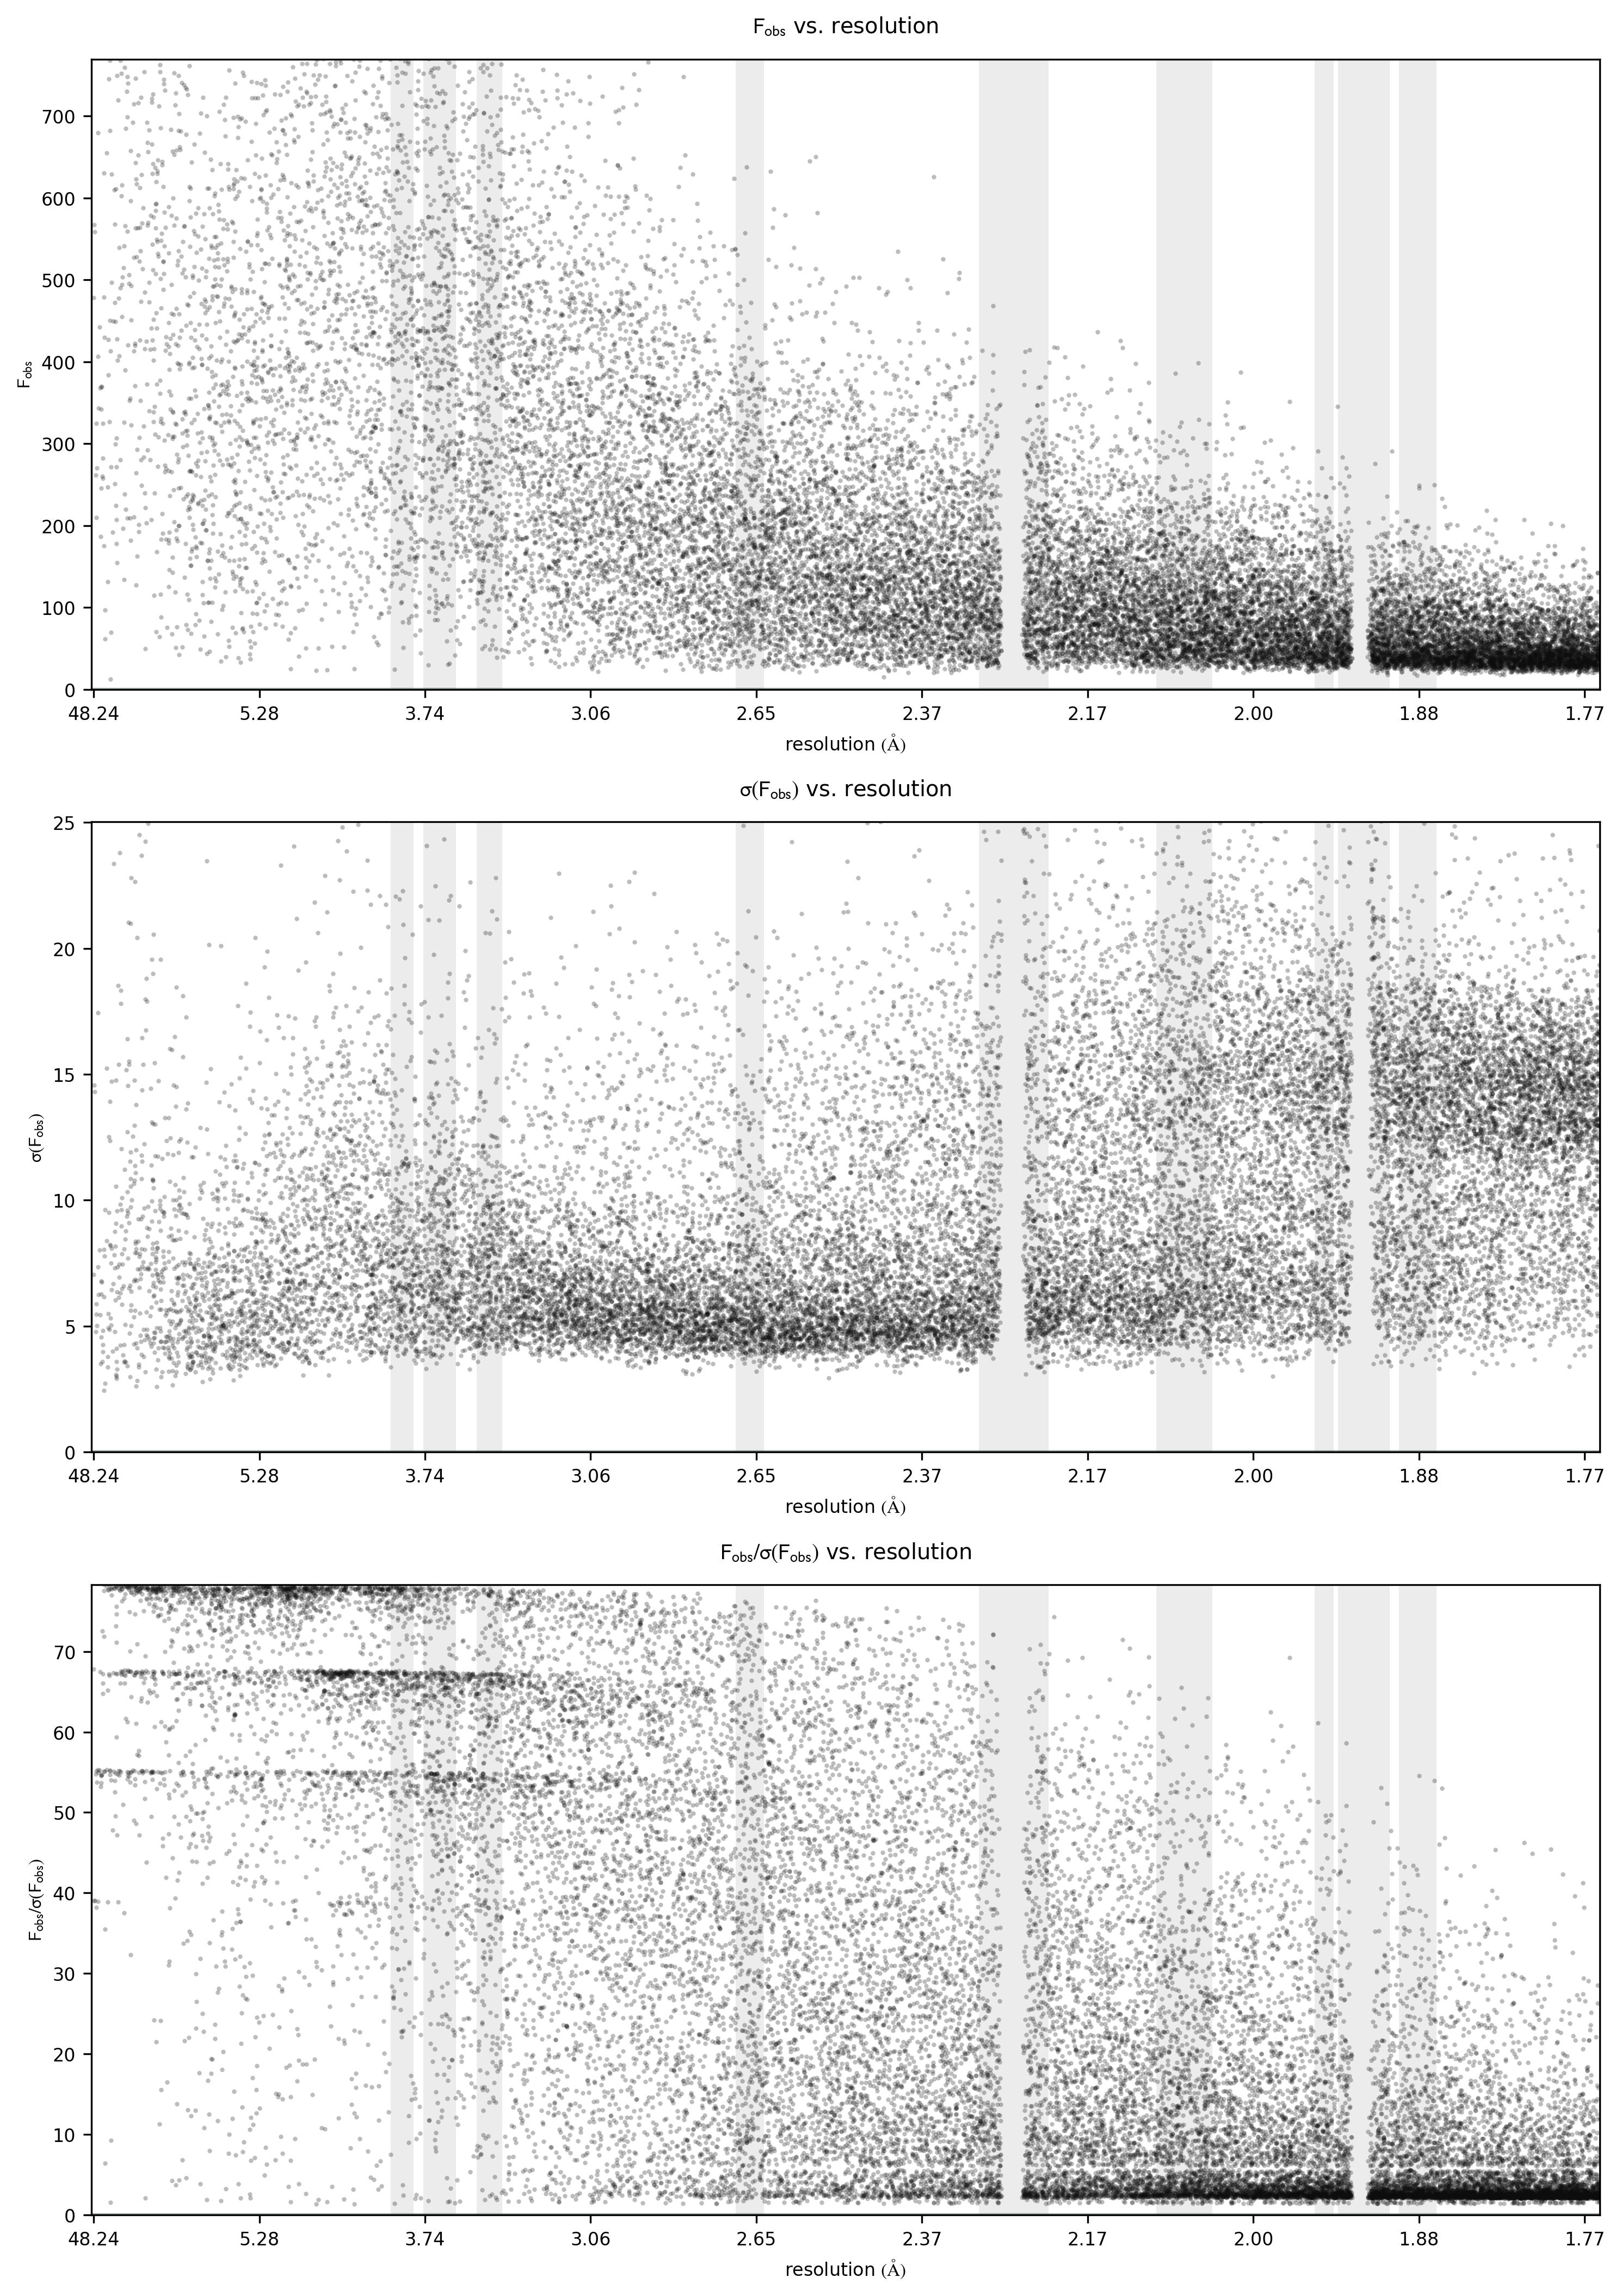 Fobs vs. resolution
700
600
500
400
300
200
100
0
Fobs
48.24 5.28 3.74 3.06 2.65 2.37 2.17 2.00 1.88 1.77
resolution (Å)
σ(Fobs) vs. resolution
25
20
15
10
5
0
σ(Fobs)
48.24 5.28 3.74 3.06 2.65 2.37 2.17 2.00 1.88 1.77
resolution (Å)
Fobs/σ(Fobs) vs. resolution
70
60
50
40
30
20
10
0
Fobs/σ(Fobs)
48.24 5.28 3.74 3.06 2.65 2.37 2.17 2.00 1.88 1.77
resolution (Å)